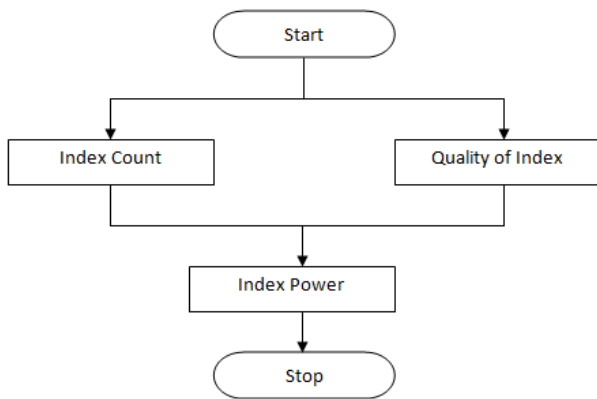 Start
Index Count
Quality of Index
Index Power
Stop